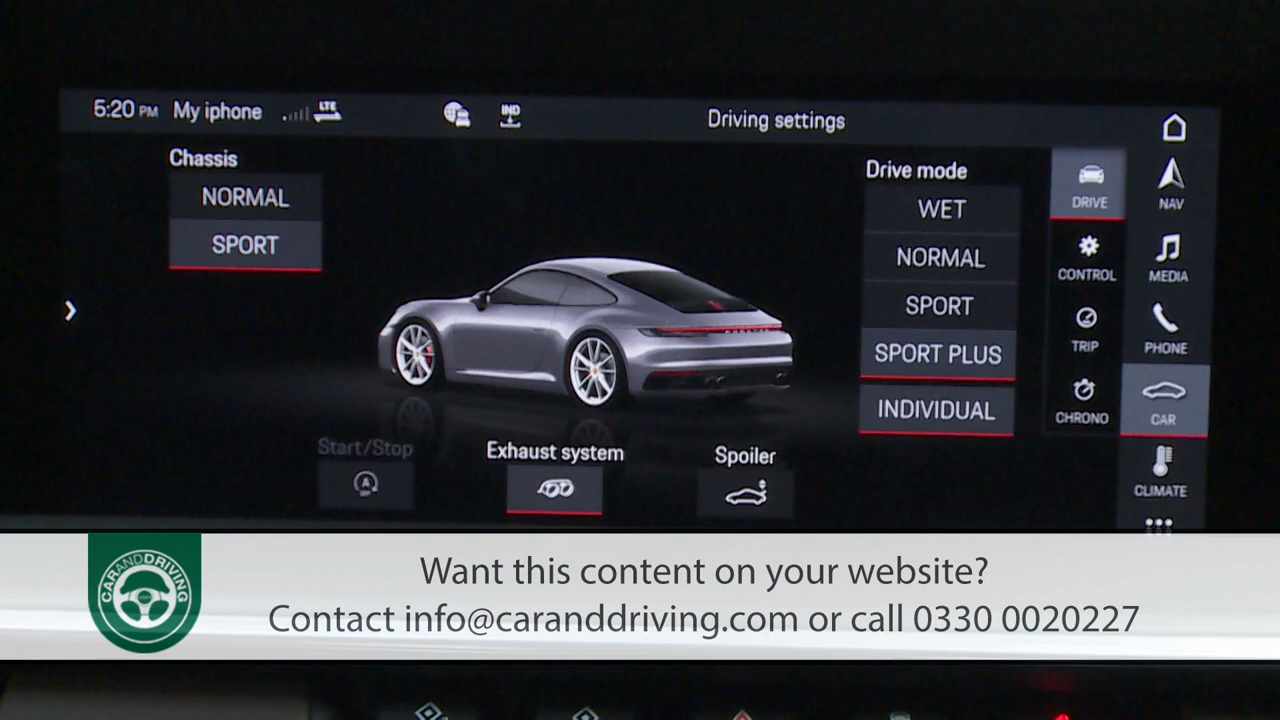 5:20 PM My iphone LTE IND Driving settings
Chassis
NORMAL
SPORT
Drive mode
WET
NORMAL
SPORT
SPORT PLUS
INDIVIDUAL
DRIVE
CONTROL
TRIP
CHRONO
NAV
MEDIA
PHONE
CAR
CLIMATE
Start/Stop
A
OFF
Exhaust system
Spoiler
CARANDDRIVING
Want this content on your website?
Contact info@caranddriving.com or call 0330 0020227